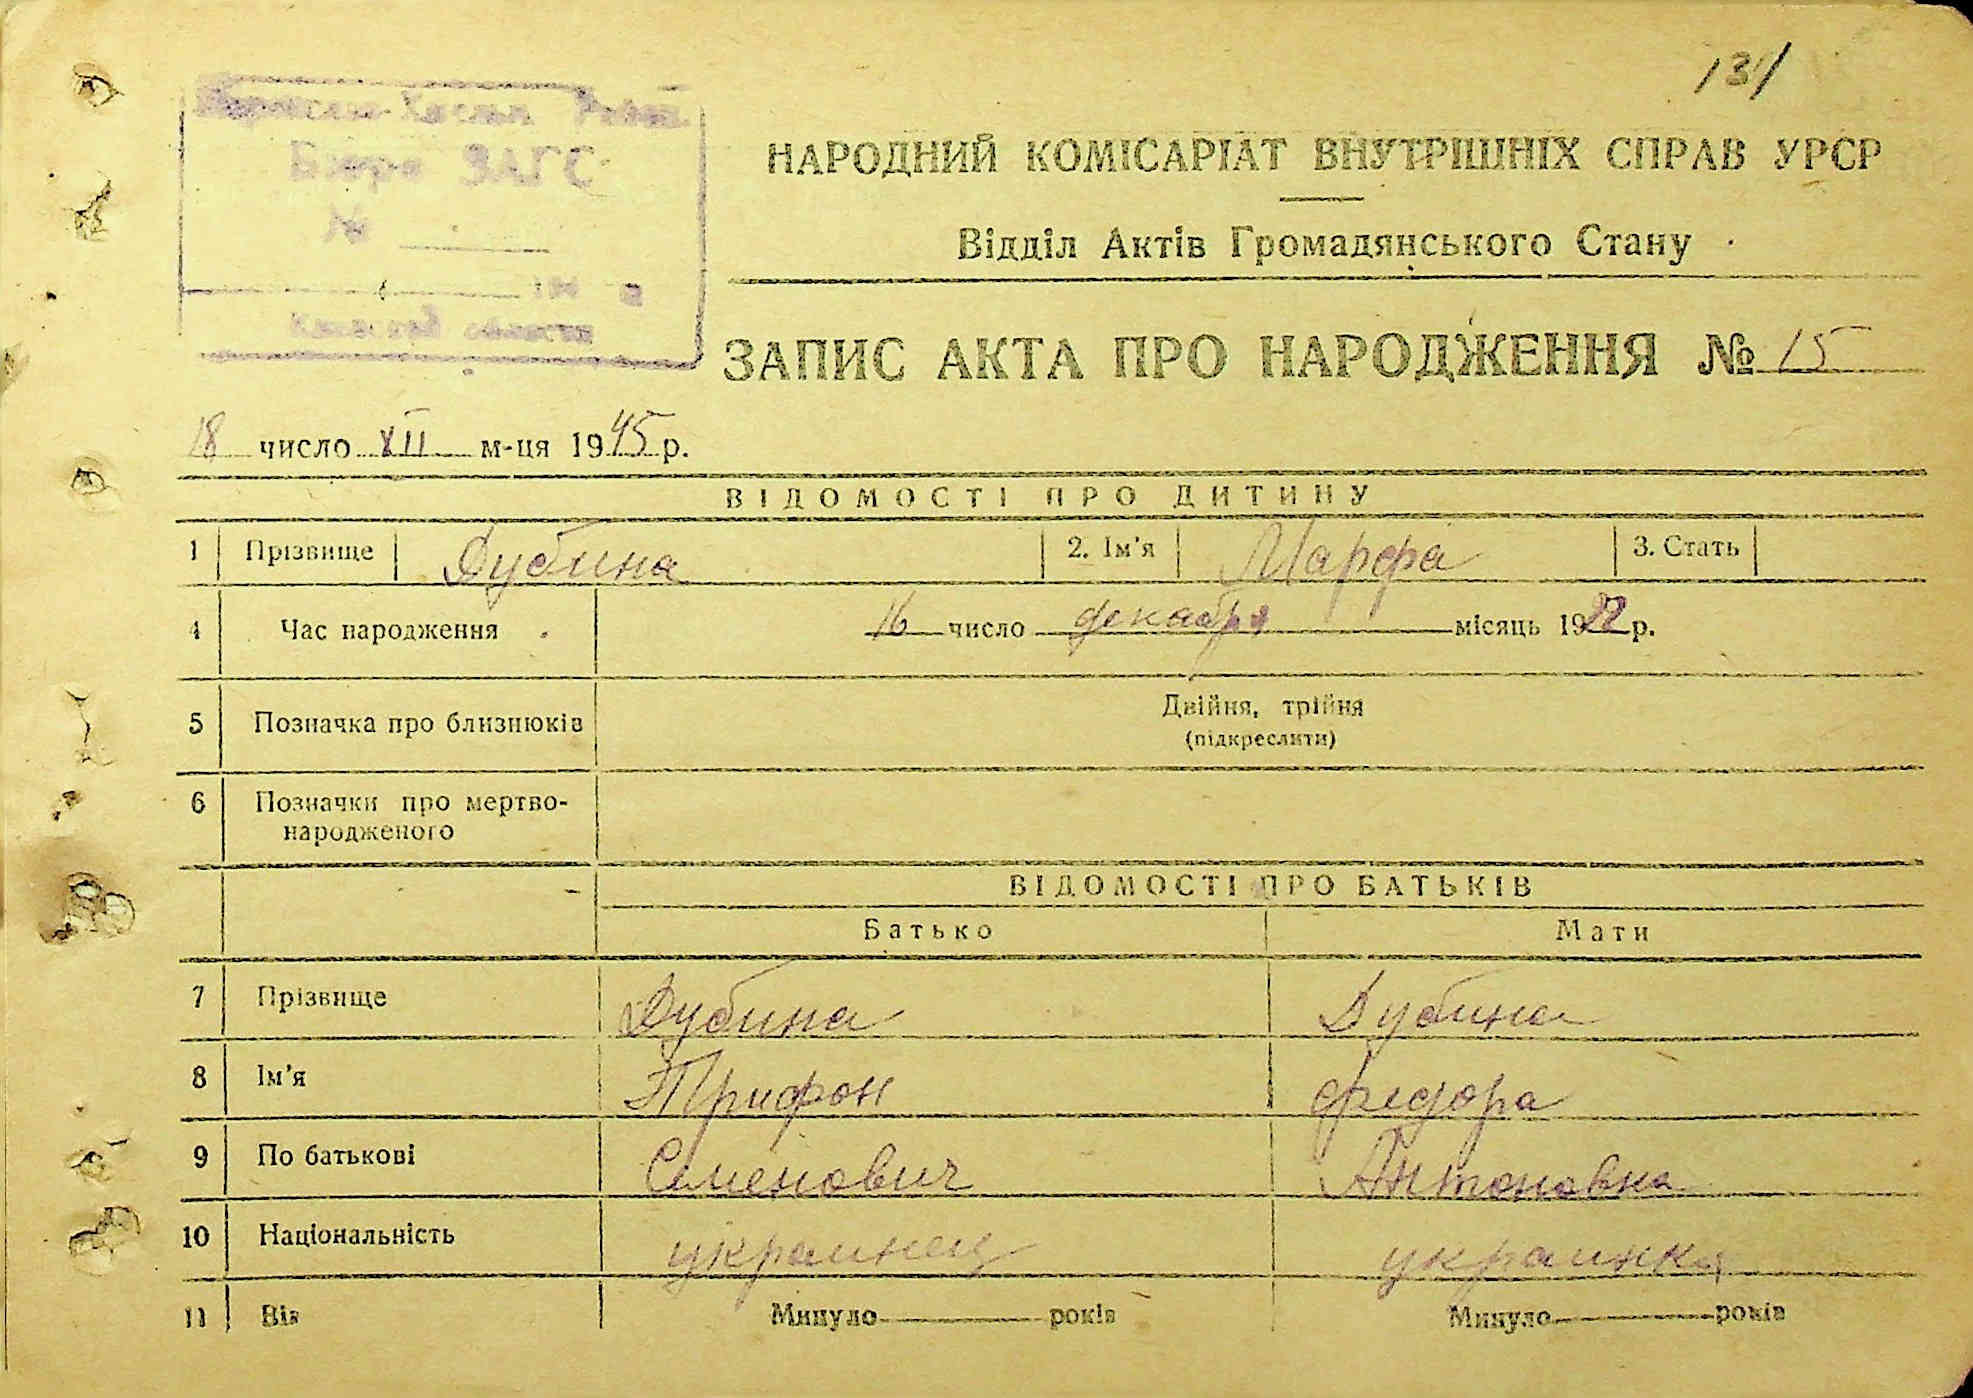 131
Бюро ЗАГС
№
НАРОДНИЙ КОМІСАРІАТ ВНУТРІШНІХ СПРАВ УРСР
Відділ Актів Громадянського Стану
ЗАПИС АКТА ПРО НАРОДЖЕННЯ № 15
18 число XII м-ця 1945 р.
ВІДОМОСТІ ПРО ДИТИНУ
1 Прізвище Дубина 2. Ім'я Марфа 3. Стать
4 Час народження 16 число декабря місяць 1922 р.
5 Позначка про близнюків Двійня, трійня
(підкреслити)
6 Позначки про мертво-
народженого
ВІДОМОСТІ ПРО БАТЬКІВ
Батько Мати
7 Прізвище Дубина Дубина
8 Ім'я Трифон Федора
9 По батькові Семенович Антоновна
10 Національність украинец украинка
11 Вік Минуло років Минуло років